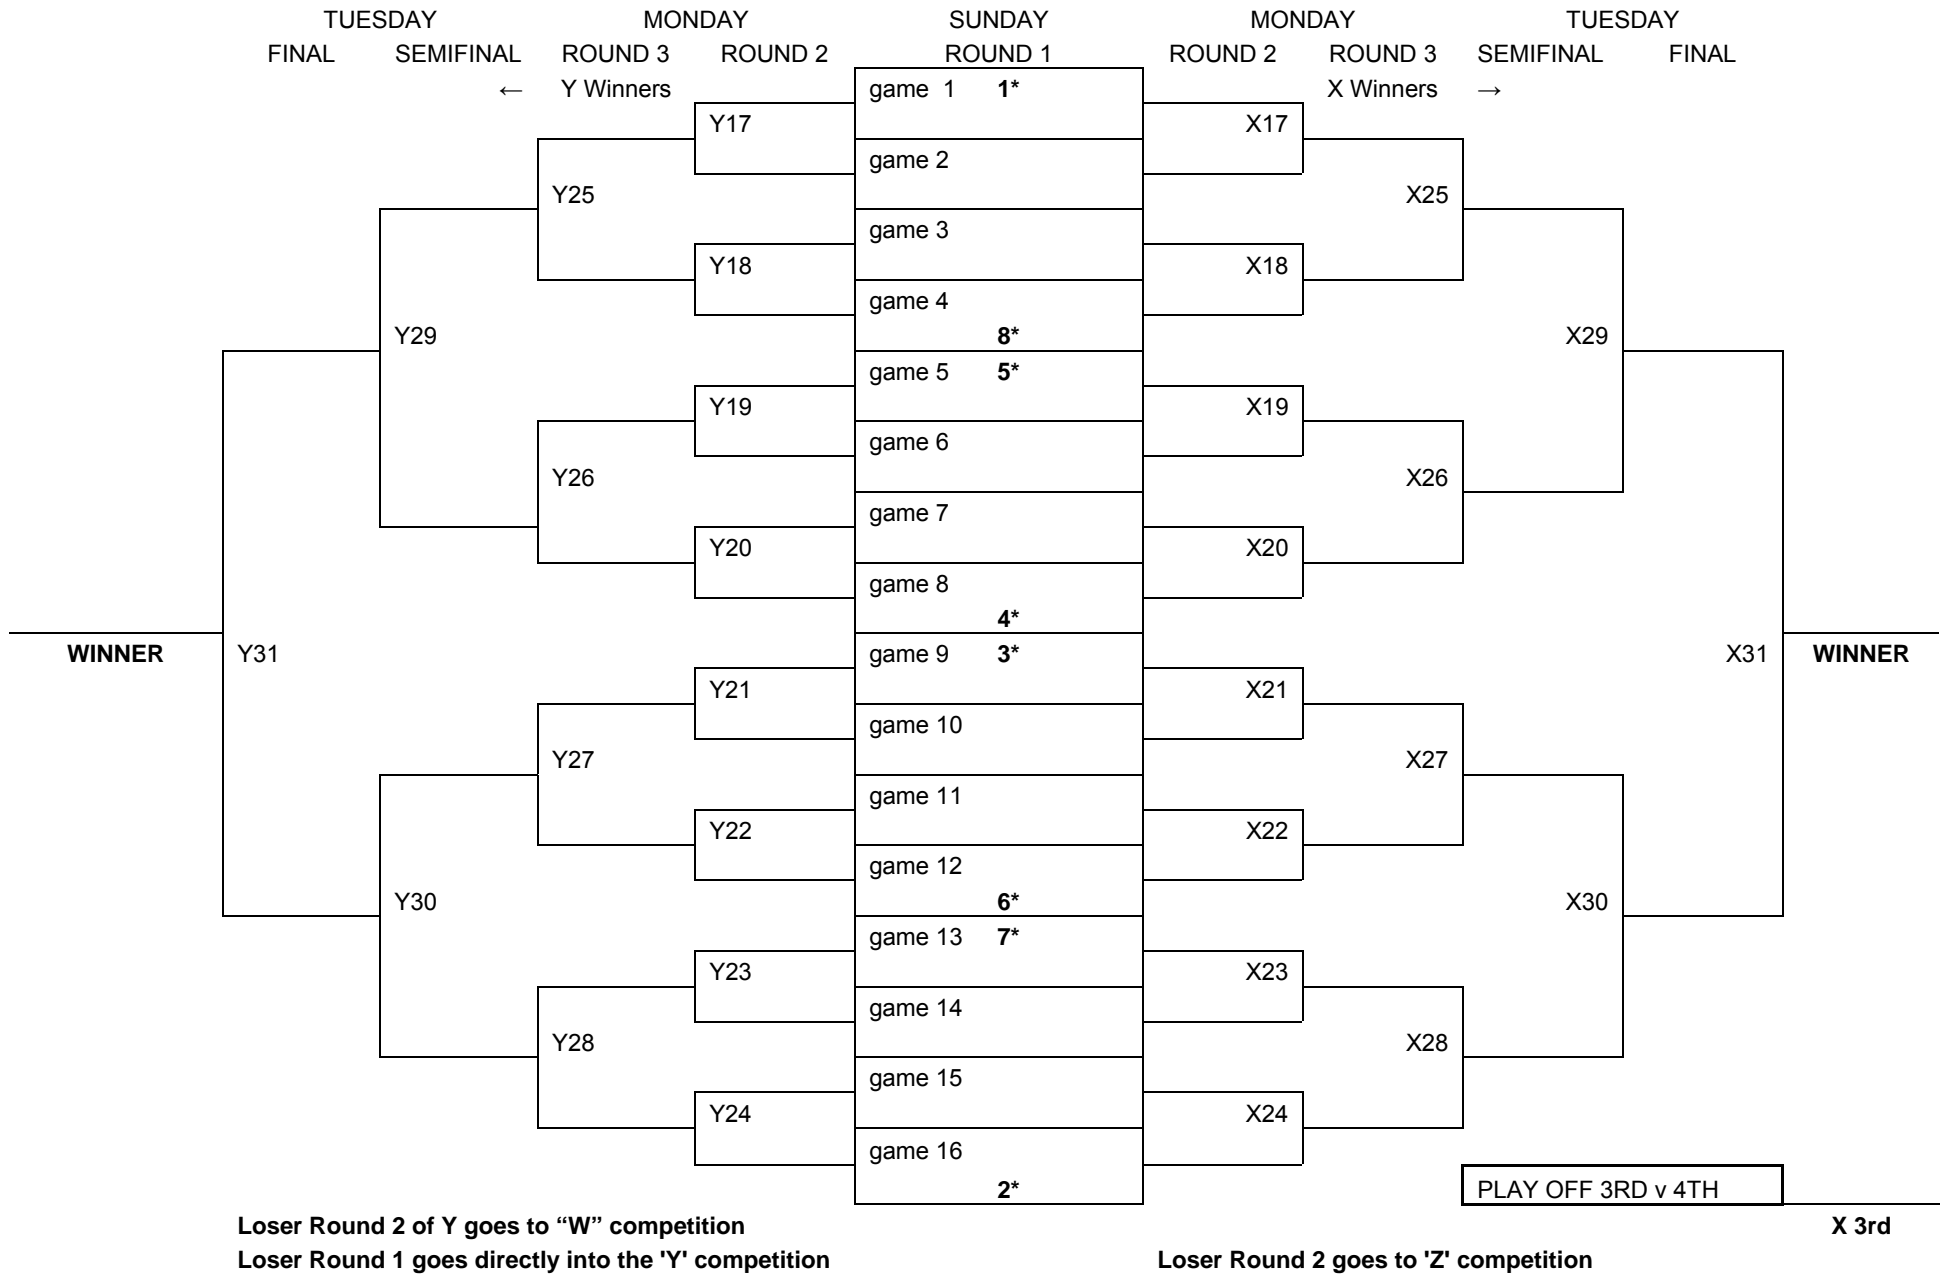 TUESDAY MONDAY SUNDAY MONDAY TUESDAY
FINAL SEMIFINAL ROUND 3 ROUND 2 ROUND 1 ROUND 2 ROUND 3 SEMIFINAL FINAL
← Y Winners game 1 1* X Winners →
Y17 X17
game 2
Y25 X25
game 3
Y18 X18
game 4
Y29 8* X29
game 5 5*
Y19 X19
game 6
Y26 X26
game 7
Y20 X20
game 8
4*
WINNER Y31 game 9 3* X31 WINNER
Y21 X21
game 10
Y27 X27
game 11
Y22 X22
game 12
Y30 6* X30
game 13 7*
Y23 X23
game 14
Y28 X28
game 15
Y24 X24
game 16
2* PLAY OFF 3RD v 4TH
Loser Round 2 of Y goes to “W” competition X 3rd
Loser Round 1 goes directly into the 'Y' competition Loser Round 2 goes to 'Z' competition